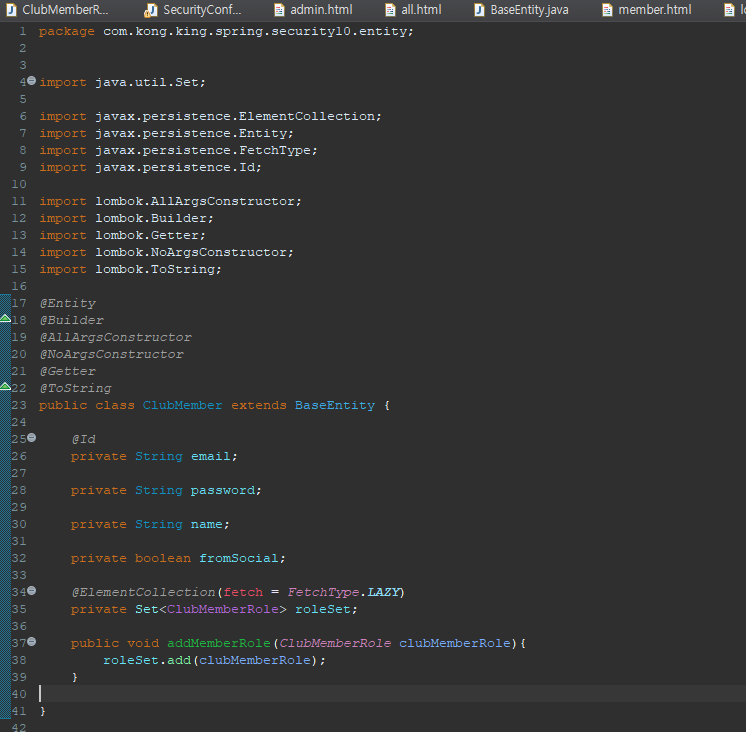 ClubMemberR... SecurityConf... admin.html all.html BaseEntity.java member.html
1 package com.kong.king.spring.security10.entity;
2
3
4 import java.util.Set;
5
6 import javax.persistence.ElementCollection;
7 import javax.persistence.Entity;
8 import javax.persistence.FetchType;
9 import javax.persistence.Id;
10
11 import lombok.AllArgsConstructor;
12 import lombok.Builder;
13 import lombok.Getter;
14 import lombok.NoArgsConstructor;
15 import lombok.ToString;
16
17 @Entity
18 @Builder
19 @AllArgsConstructor
20 @NoArgsConstructor
21 @Getter
22 @ToString
23 public class ClubMember extends BaseEntity {
24
25 @Id
26 private String email;
27
28 private String password;
29
30 private String name;
31
32 private boolean fromSocial;
33
34 @ElementCollection(fetch = FetchType.LAZY)
35 private Set<ClubMemberRole> roleSet;
36
37 public void addMemberRole(ClubMemberRole clubMemberRole){
38 roleSet.add(clubMemberRole);
39 }
40
41 }
42